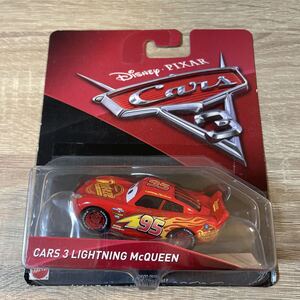 Disney·PIXAR
Cars
3
95
CARS 3 LIGHTNING McQUEEN